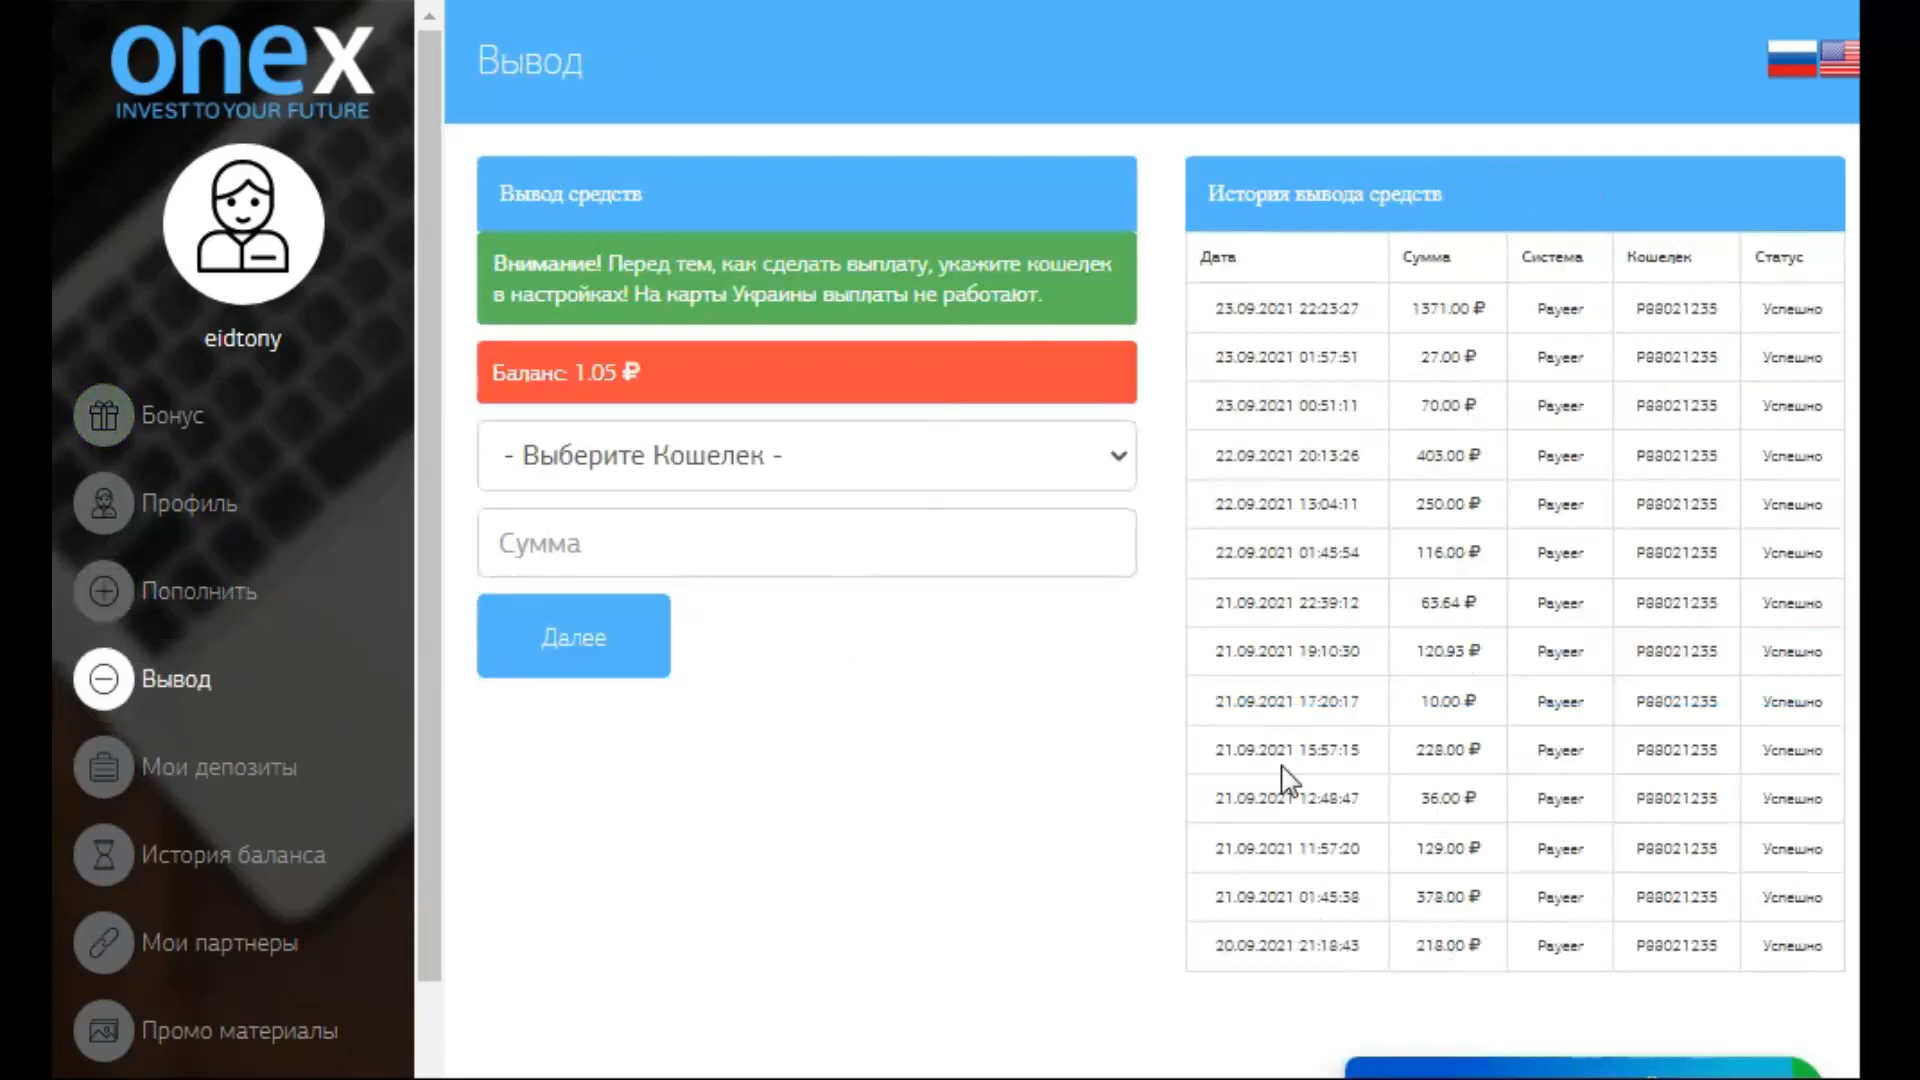 onex
INVEST TO YOUR FUTURE
eidtony
Бонус
Профиль
Пополнить
Вывод
Мои депозиты
История баланса
Мои партнеры
Промо материалы
Вывод
Вывод средств
Внимание! Перед тем, как сделать выплату, укажите кошелек
в настройках! На карты Украины выплаты не работают.
Баланс: 1.05 ₽
- Выберите Кошелек -
Сумма
Далее
История вывода средств
Дата Сумма Система Кошелек Статус
23.09.2021 22:23:27 1371.00 ₽ Payeer P88021235 Успешно
23.09.2021 01:57:51 27.00 ₽ Payeer P88021235 Успешно
23.09.2021 00:51:11 70.00 ₽ Payeer P88021235 Успешно
22.09.2021 20:13:26 403.00 ₽ Payeer P88021235 Успешно
22.09.2021 13:04:11 250.00 ₽ Payeer P88021235 Успешно
22.09.2021 01:45:54 116.00 ₽ Payeer P88021235 Успешно
21.09.2021 22:39:12 63.64 ₽ Payeer P88021235 Успешно
21.09.2021 19:10:30 120.93 ₽ Payeer P88021235 Успешно
21.09.2021 17:20:17 10.00 ₽ Payeer P88021235 Успешно
21.09.2021 15:57:15 228.00 ₽ Payeer P88021235 Успешно
21.09.2021 12:48:47 36.00 ₽ Payeer P88021235 Успешно
21.09.2021 11:57:20 129.00 ₽ Payeer P88021235 Успешно
21.09.2021 01:45:38 378.00 ₽ Payeer P88021235 Успешно
20.09.2021 21:18:43 218.00 ₽ Payeer P88021235 Успешно